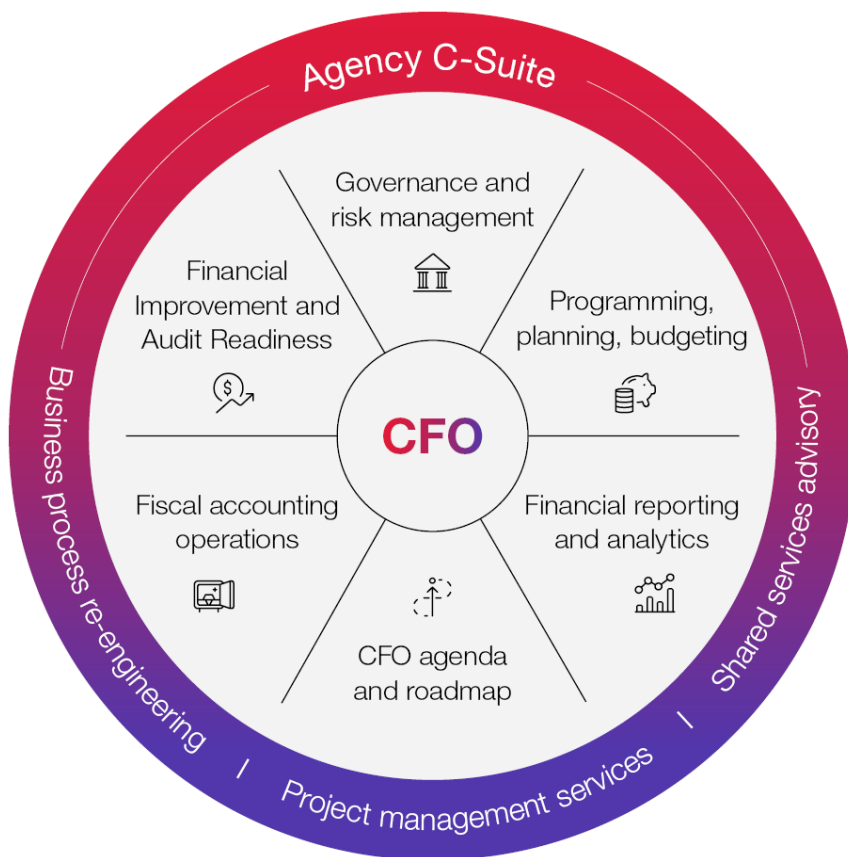 Agency C-Suite
Governance and
risk management
Programming,
planning, budgeting
Financial reporting
and analytics
CFO agenda
and roadmap
Fiscal accounting
operations
Financial
Improvement and
Audit Readiness
$
CFO
Business process re-engineering | Project management services | Shared services advisory